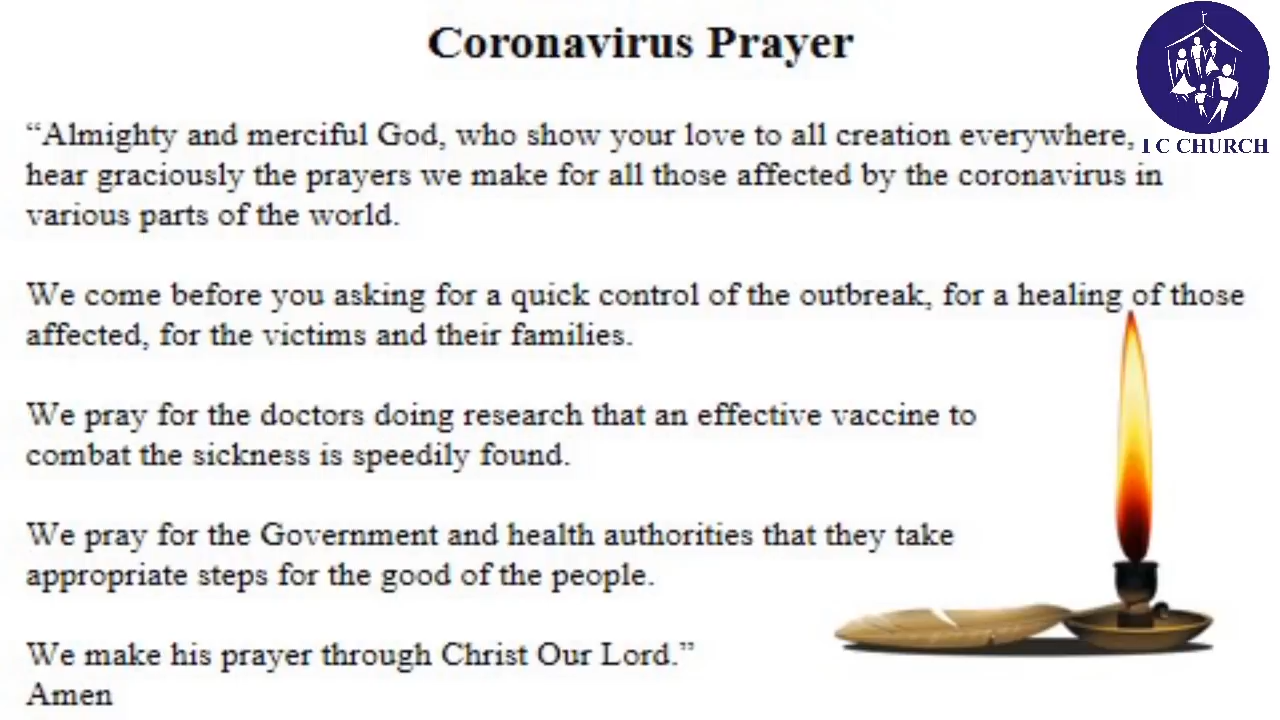 Coronavirus Prayer
I C CHURCH
“Almighty and merciful God, who show your love to all creation everywhere,
hear graciously the prayers we make for all those affected by the coronavirus in
various parts of the world.
We come before you asking for a quick control of the outbreak, for a healing of those
affected, for the victims and their families.
We pray for the doctors doing research that an effective vaccine to
combat the sickness is speedily found.
We pray for the Government and health authorities that they take
appropriate steps for the good of the people.
We make his prayer through Christ Our Lord.”
Amen